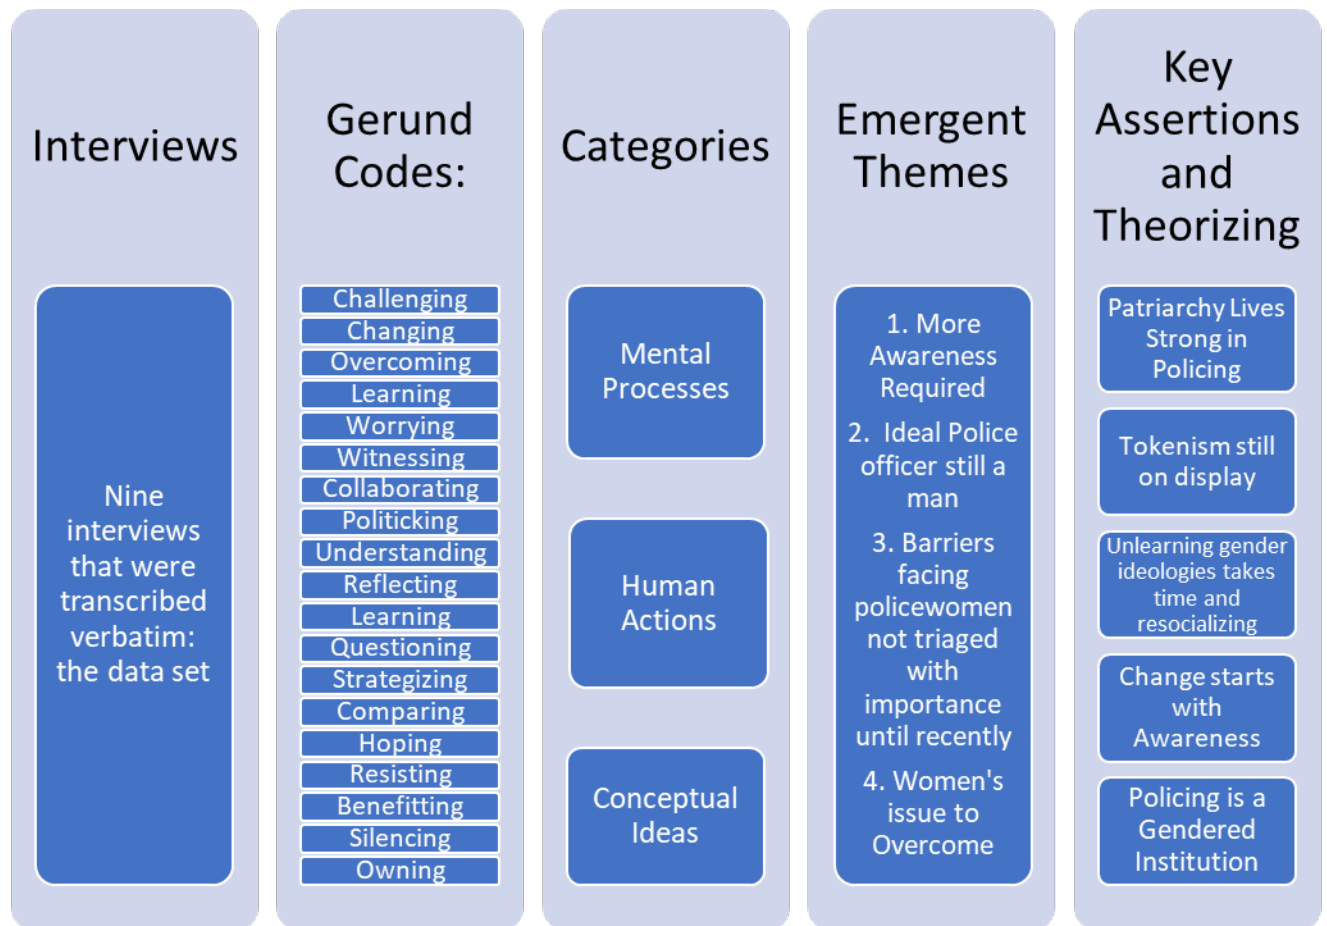 Interviews
Nine
interviews
that were
transcribed
verbatim:
the data set
Gerund
Codes:
Challenging
Changing
Overcoming
Learning
Worrying
Witnessing
Collaborating
Politicking
Understanding
Reflecting
Learning
Questioning
Strategizing
Comparing
Hoping
Resisting
Benefitting
Silencing
Owning
Categories
Mental
Processes
Human
Actions
Conceptual
Ideas
Emergent
Themes
1. More
Awareness
Required
2. Ideal Police
officer still a
man
3. Barriers
facing
policewomen
not triaged
with
importance
until recently
4. Women's
issue to
Overcome
Key
Assertions
and
Theorizing
Patriarchy Lives
Strong in
Policing
Tokenism still
on display
Unlearning gender
ideologies takes
time and
resocializing
Change starts
with
Awareness
Policing is a
Gendered
Institution